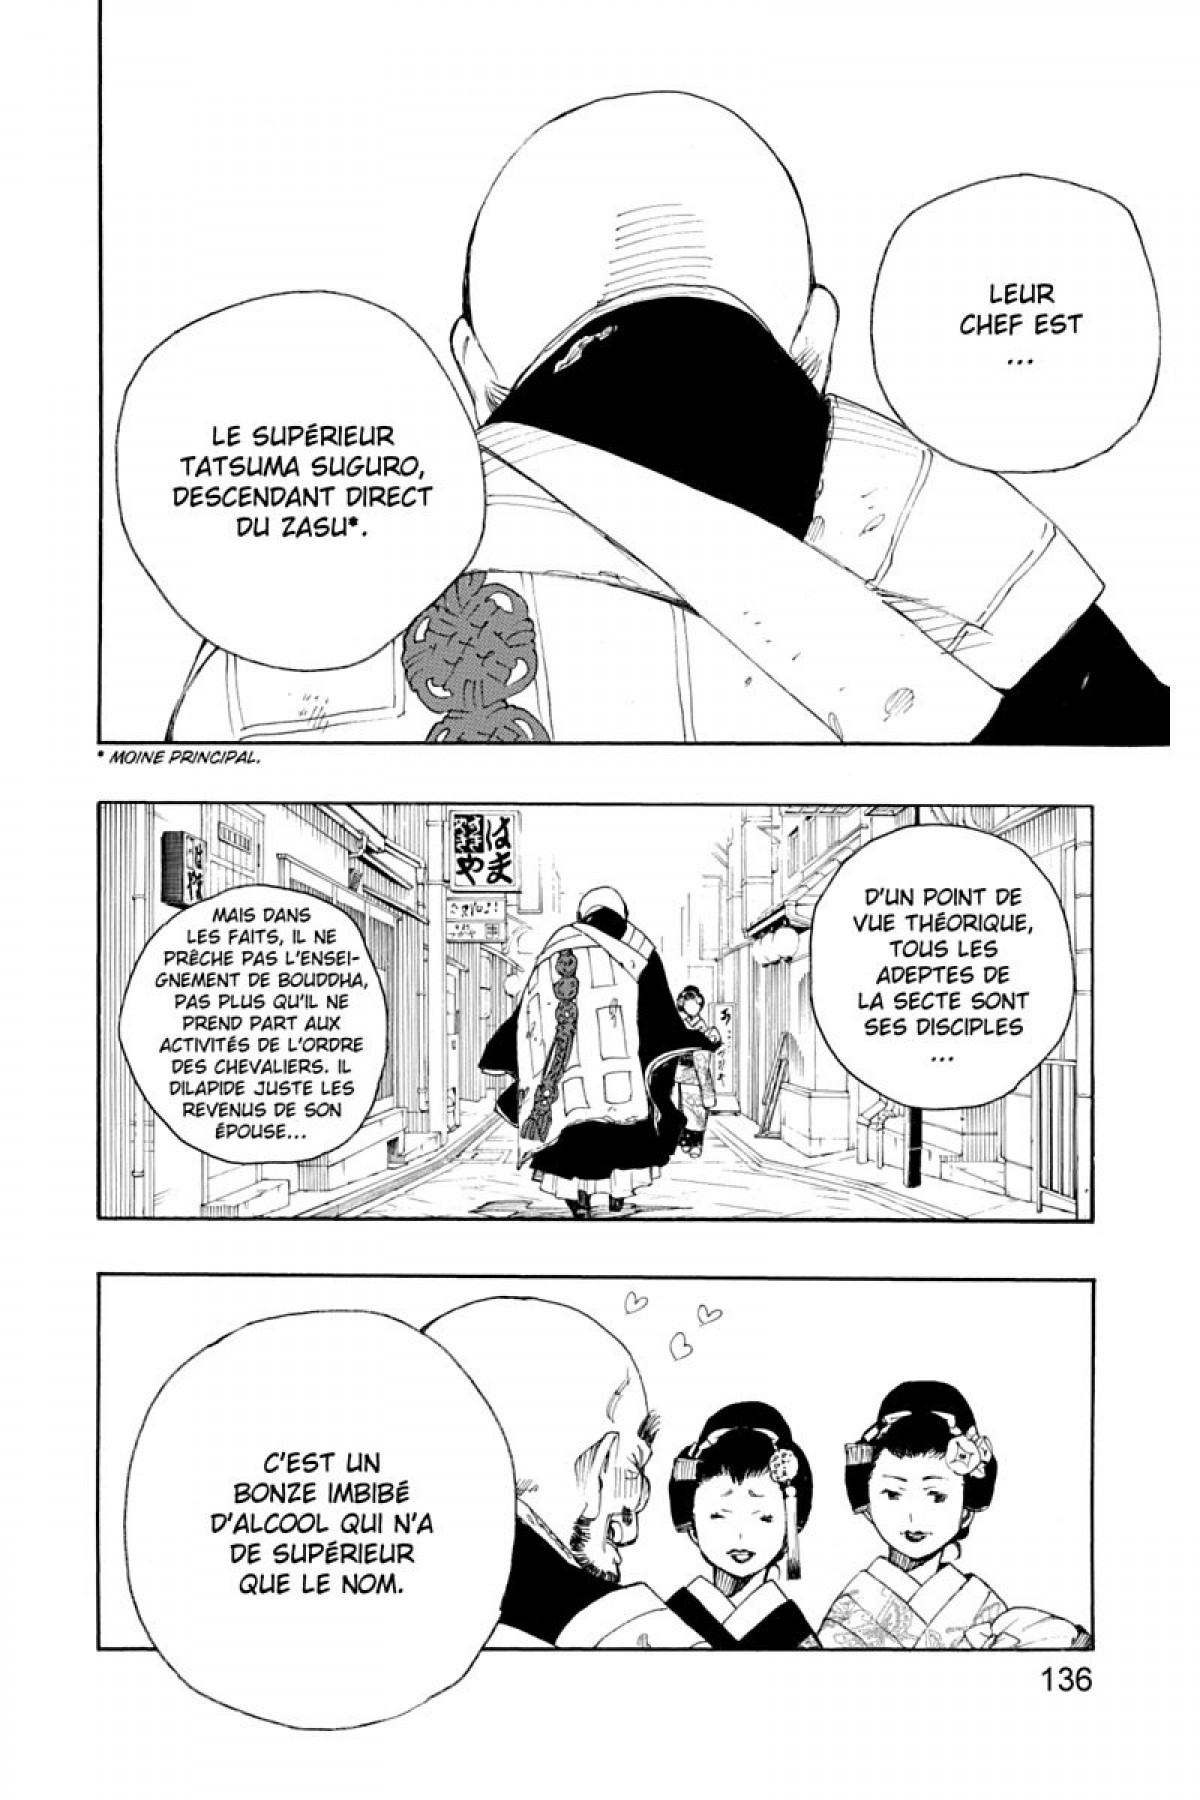 LEUR
CHEF EST
...
LE SUPÉRIEUR
TATSUMA SUGURO,
DESCENDANT DIRECT
DU ZASU*.
* MOINE PRINCIPAL.
D'UN POINT DE
VUE THÉORIQUE,
TOUS LES
ADEPTES DE
LA SECTE SONT
SES DISCIPLES
...
はま
や
MAIS DANS
LES FAITS, IL NE
PRÊCHE PAS L'ENSEI-
GNEMENT DE BOUDDHA,
PAS PLUS QU'IL NE
PREND PART AUX
ACTIVITÉS DE L'ORDRE
DES CHEVALIERS. IL
DILAPIDE JUSTE LES
REVENUS DE SON
ÉPOUSE...
C'EST UN
BONZE IMBIBÉ
D'ALCOOL QUI N'A
DE SUPÉRIEUR
QUE LE NOM.
136